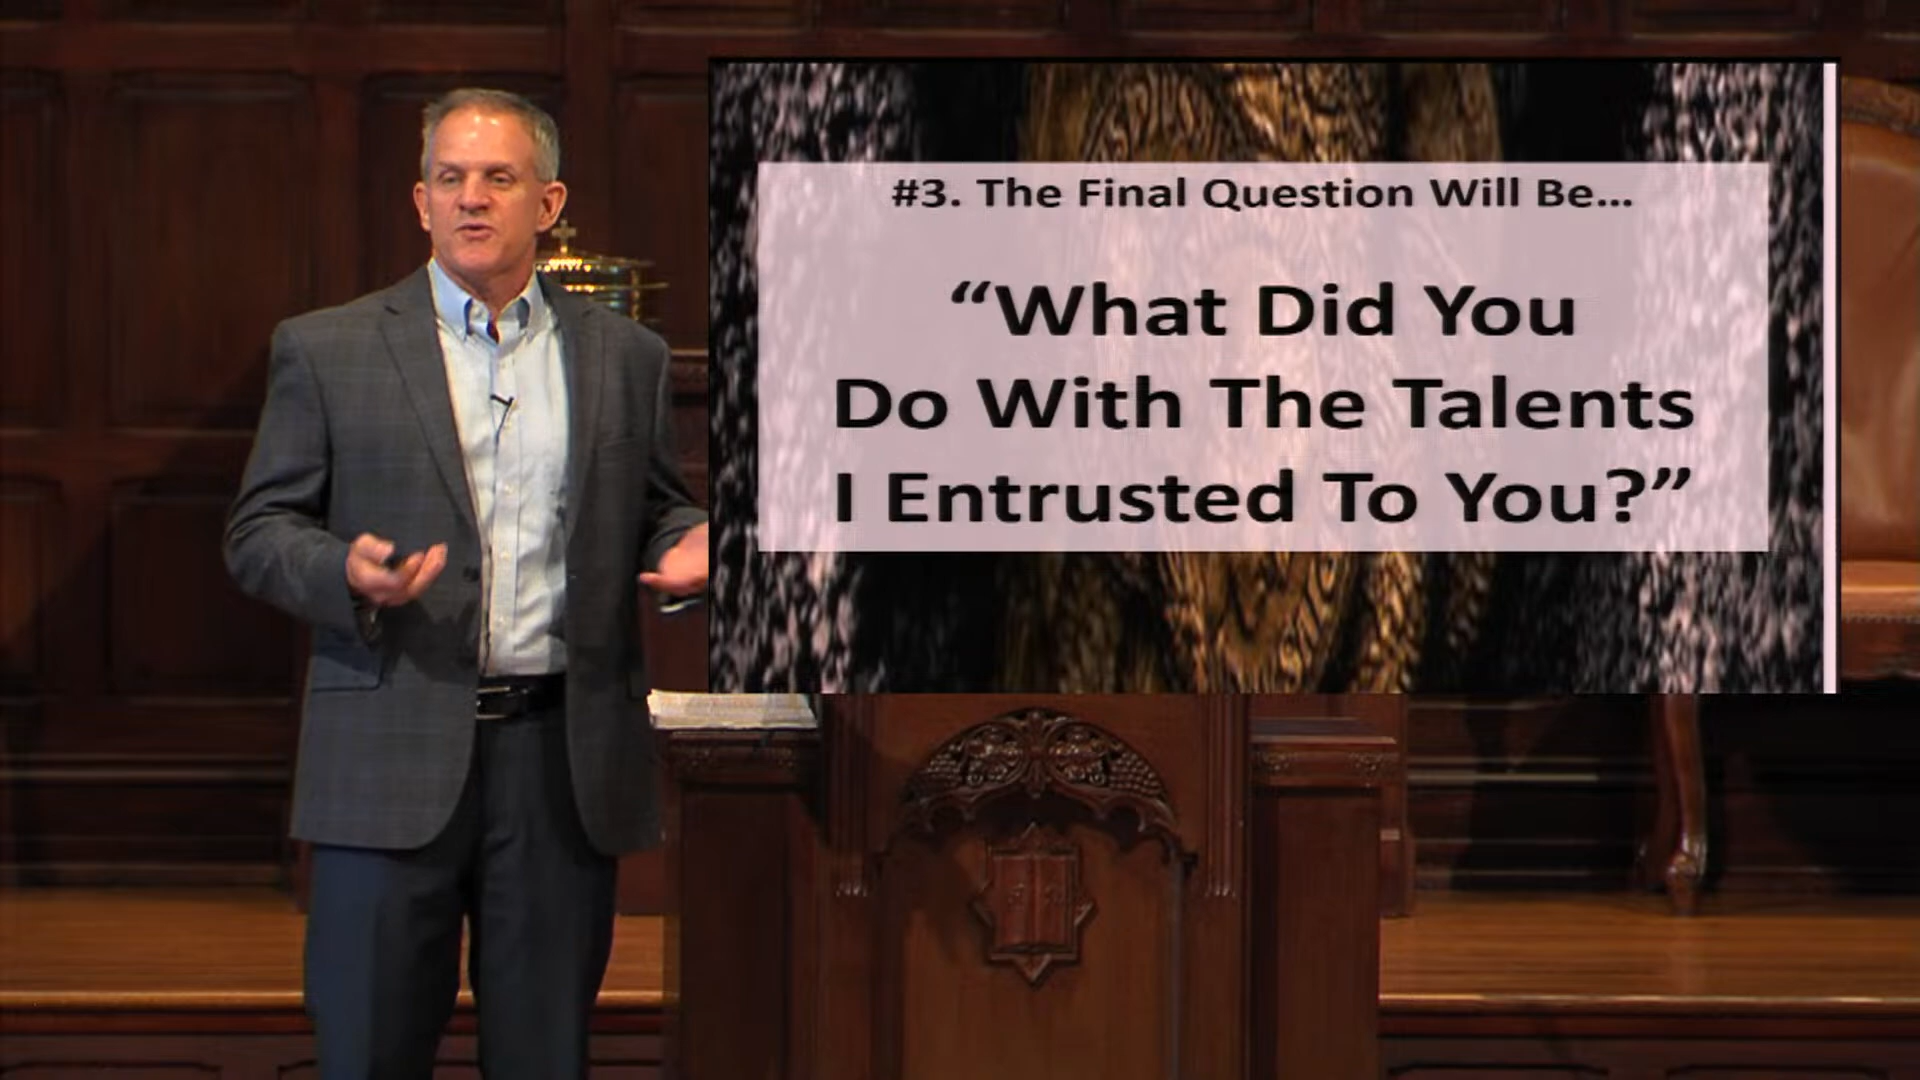 #3. The Final Question Will Be...
“What Did You
Do With The Talents
I Entrusted To You?”